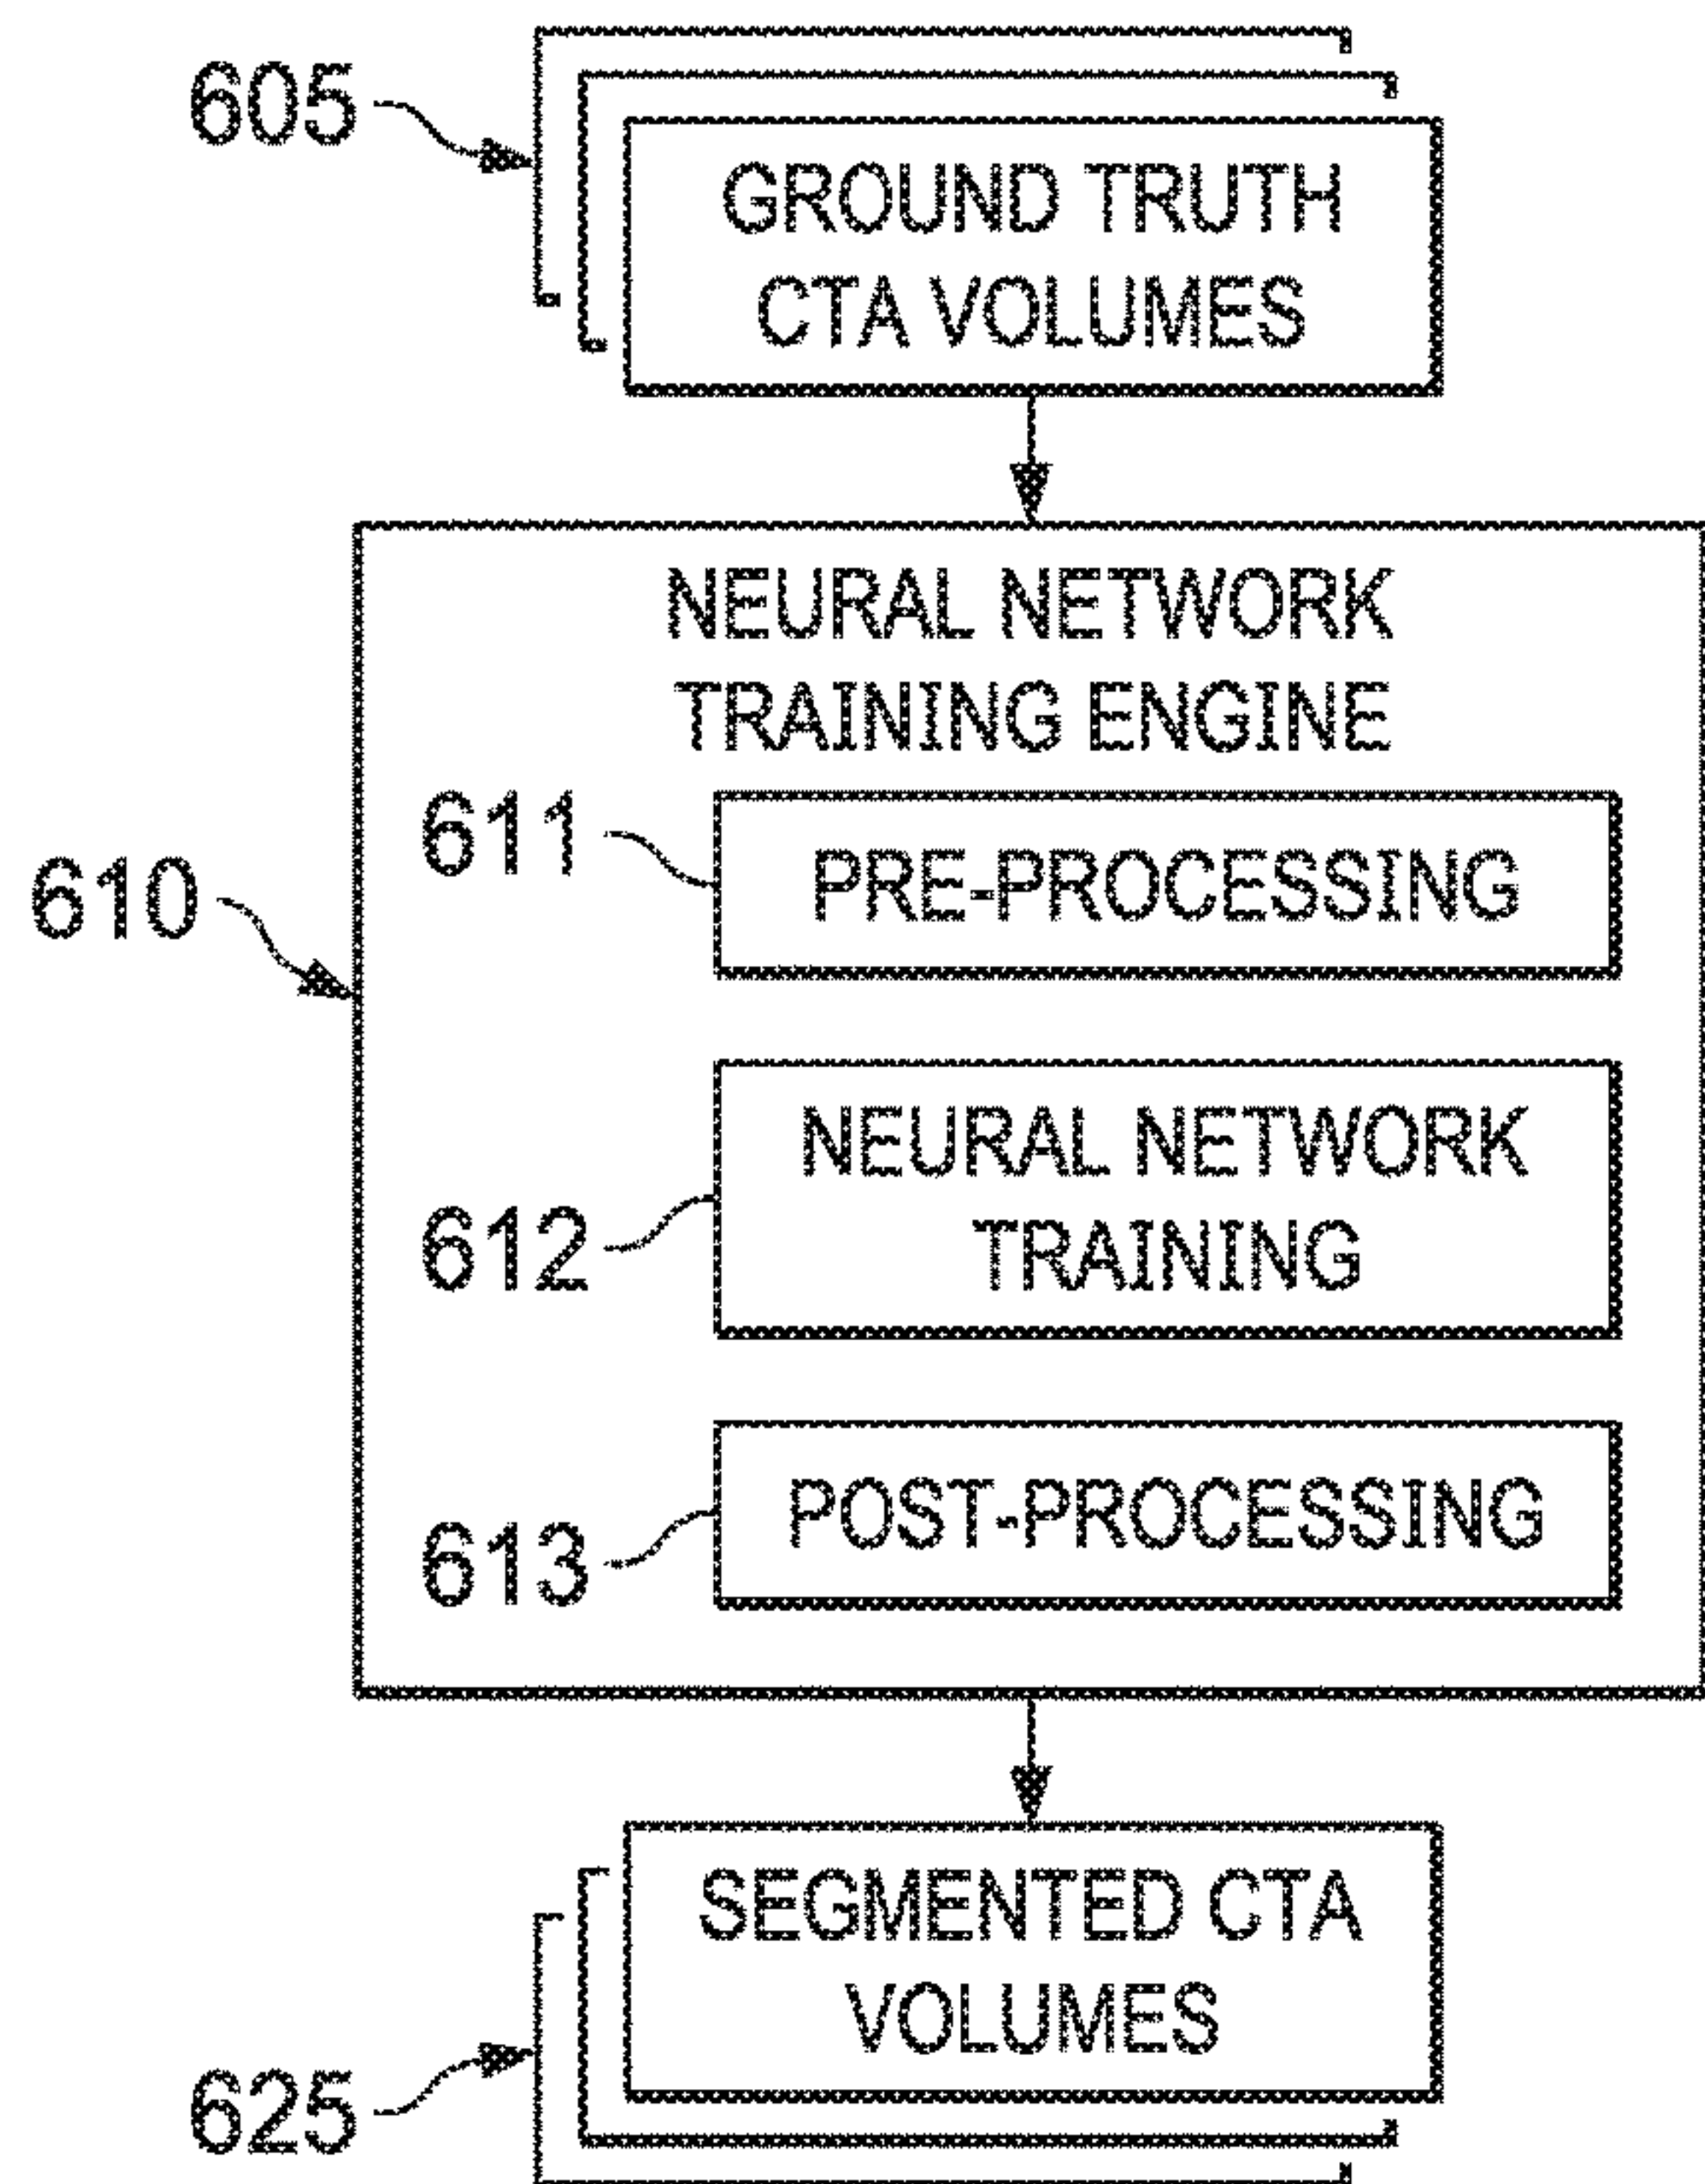 605
GROUND TRUTH
CTA VOLUMES
NEURAL NETWORK
TRAINING ENGINE
611
PRE-PROCESSING
610
NEURAL NETWORK
TRAINING
612
POST-PROCESSING
613
SEGMENTED CTA
VOLUMES
625